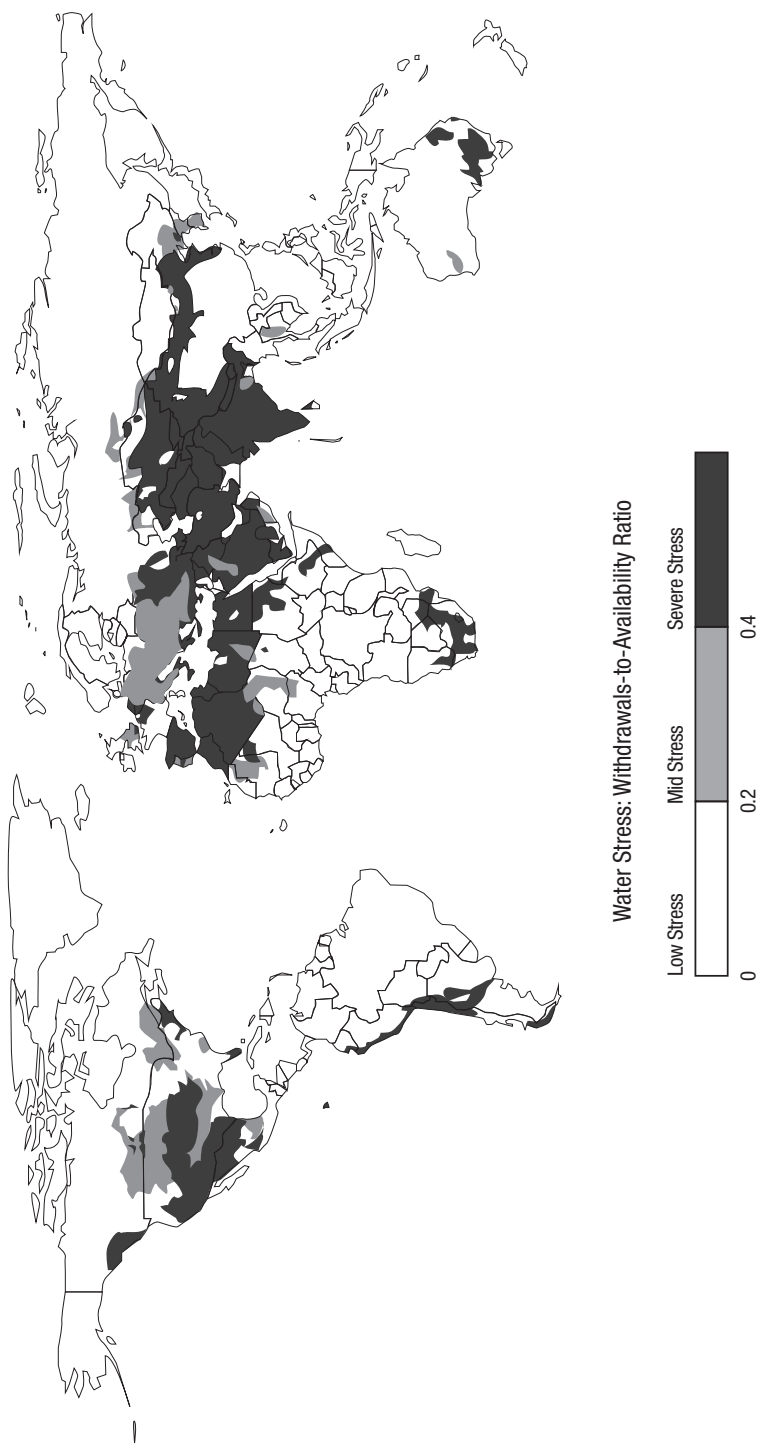 Water Stress: Withdrawals-to-Availability Ratio
Low Stress Mid Stress Severe Stress
0 0.2 0.4